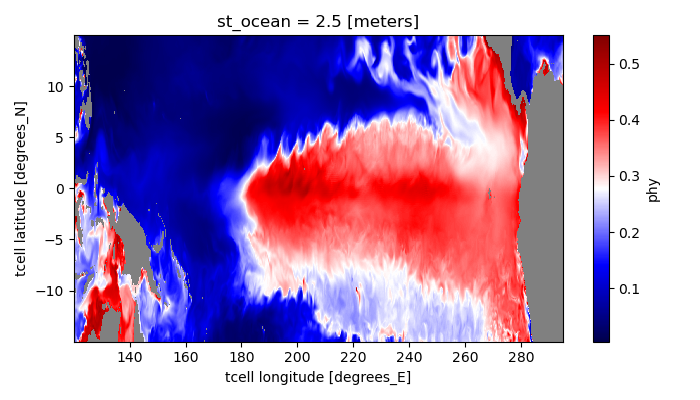 st_ocean = 2.5 [meters]
10
5
0
−5
−10
tcell latitude [degrees_N]
140 160 180 200 220 240 260 280
tcell longitude [degrees_E]
0.5
0.4
0.3
0.2
0.1
phy